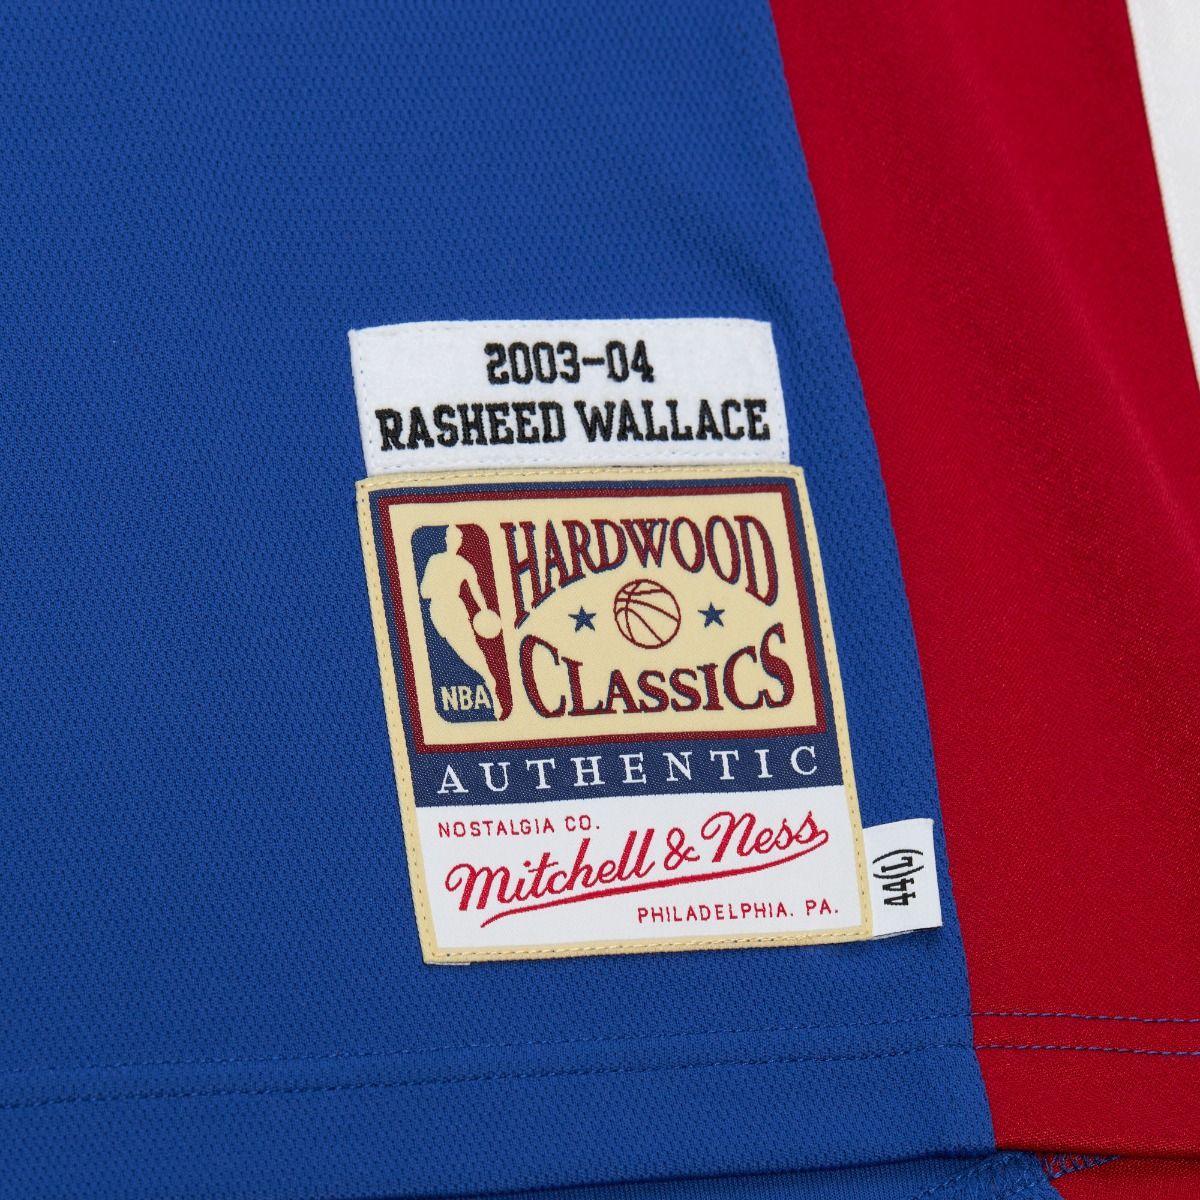 2003-04
RASHEED WALLACE
HARDWOOD
CLASSICS
NBA
AUTHENTIC
NOSTALGIA CO.
Mitchell & Ness
PHILADELPHIA. PA.
44(L)